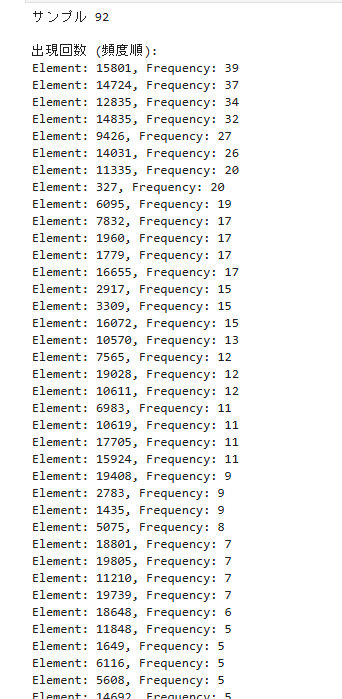 サンプル 92
出現回数 (頻度順):
Element: 15801, Frequency: 39
Element: 14724, Frequency: 37
Element: 12835, Frequency: 34
Element: 14835, Frequency: 32
Element: 9426, Frequency: 27
Element: 14031, Frequency: 26
Element: 11335, Frequency: 20
Element: 327, Frequency: 20
Element: 6095, Frequency: 19
Element: 7832, Frequency: 17
Element: 1960, Frequency: 17
Element: 1779, Frequency: 17
Element: 16655, Frequency: 17
Element: 2917, Frequency: 15
Element: 3309, Frequency: 15
Element: 16072, Frequency: 15
Element: 10570, Frequency: 13
Element: 7565, Frequency: 12
Element: 19028, Frequency: 12
Element: 10611, Frequency: 12
Element: 6983, Frequency: 11
Element: 10619, Frequency: 11
Element: 17705, Frequency: 11
Element: 15924, Frequency: 11
Element: 19408, Frequency: 9
Element: 2783, Frequency: 9
Element: 1435, Frequency: 9
Element: 5075, Frequency: 8
Element: 18801, Frequency: 7
Element: 19805, Frequency: 7
Element: 11210, Frequency: 7
Element: 19739, Frequency: 7
Element: 18648, Frequency: 6
Element: 11848, Frequency: 5
Element: 1649, Frequency: 5
Element: 6116, Frequency: 5
Element: 5608, Frequency: 5
Element: 14692, Frequency: 5